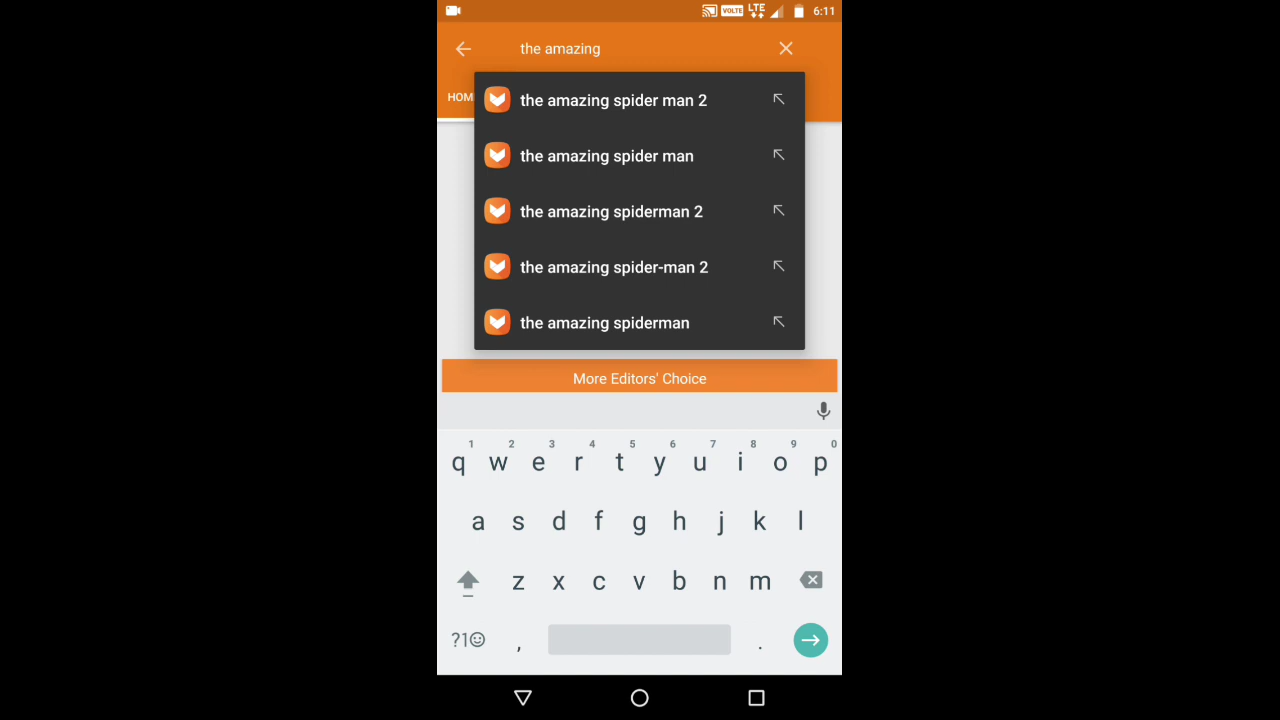 VOLTE LTE 6:11
the amazing
HOM
the amazing spider man 2
the amazing spider man
the amazing spiderman 2
the amazing spider-man 2
the amazing spiderman
More Editors' Choice
1 2 3 4 5 6 7 8 9 0
q w e r t y u i o p
a s d f g h j k l
z x c v b n m
?1☺ , .